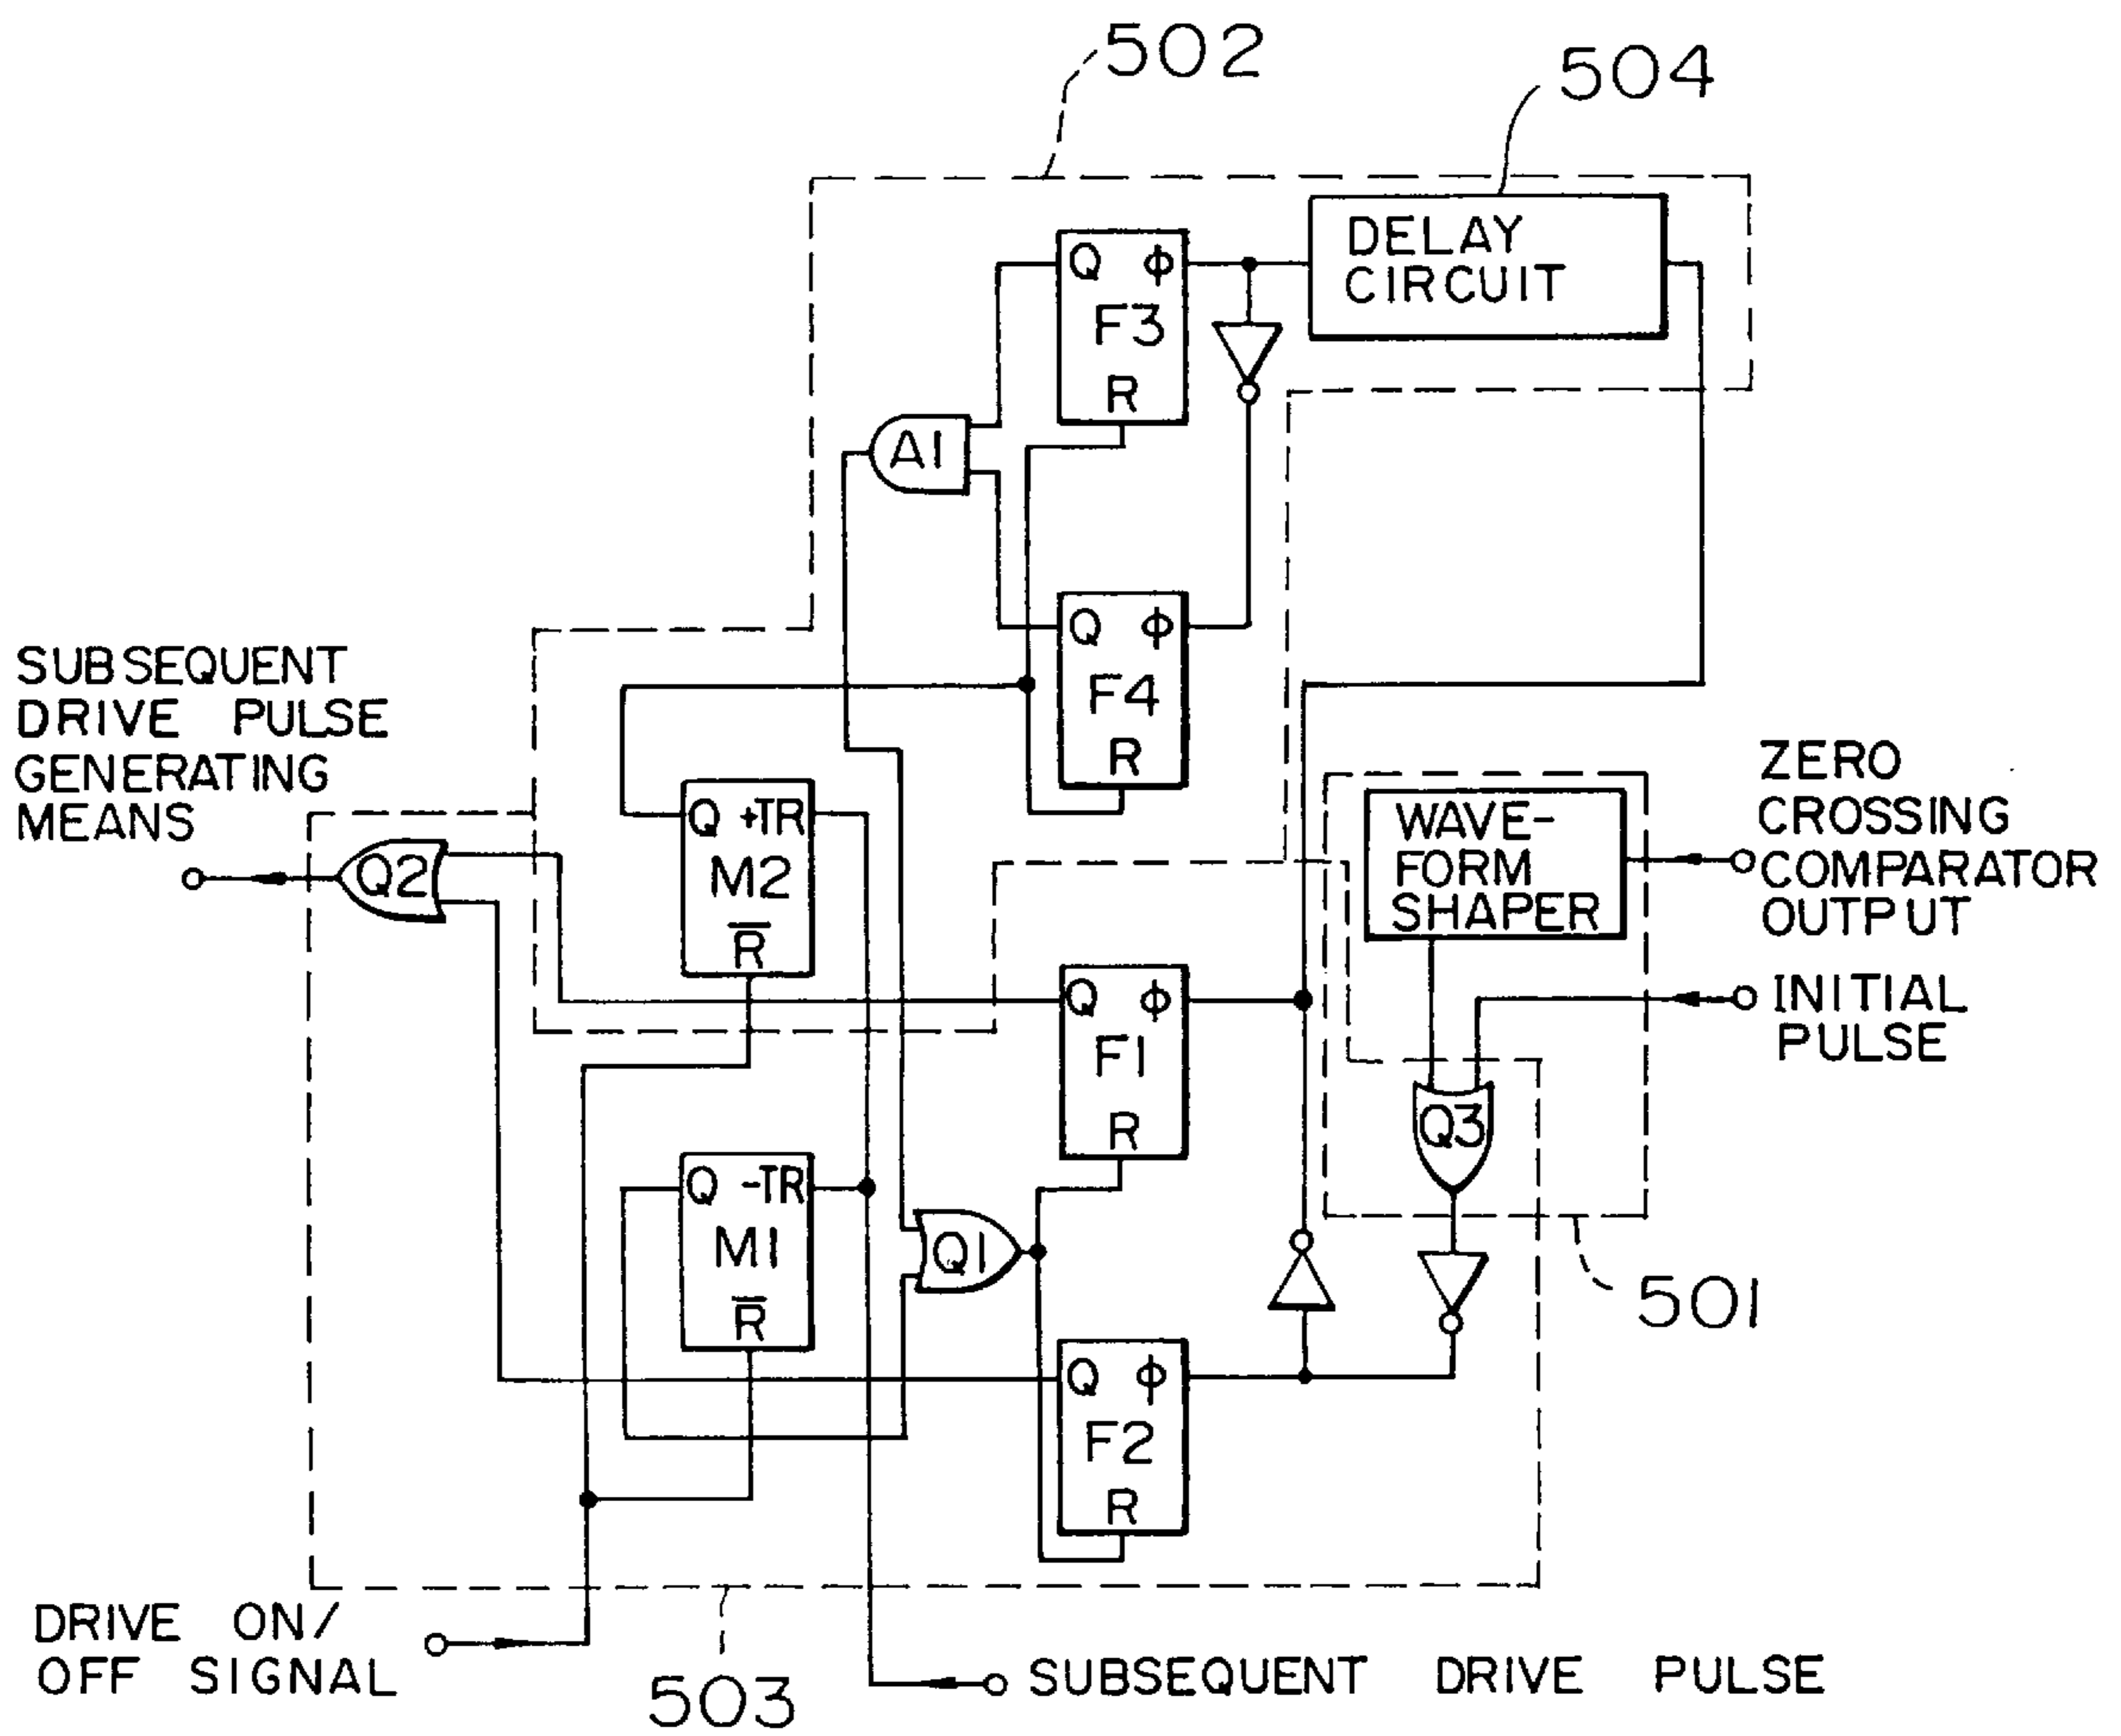 502
504
DELAY
CIRCUIT
Q Φ
F3
R
A1
Q Φ
F4
R
SUBSEQUENT
DRIVE PULSE
GENERATING
MEANS
Q2
Q +TR
M2
R̅
ZERO
CROSSING
COMPARATOR
OUTPUT
WAVE-
FORM
SHAPER
INITIAL
PULSE
Q Φ
F1
R
Q3
Q -TR
M1
R̅
Q1
501
Q Φ
F2
R
DRIVE ON/
OFF SIGNAL
503
SUBSEQUENT DRIVE PULSE